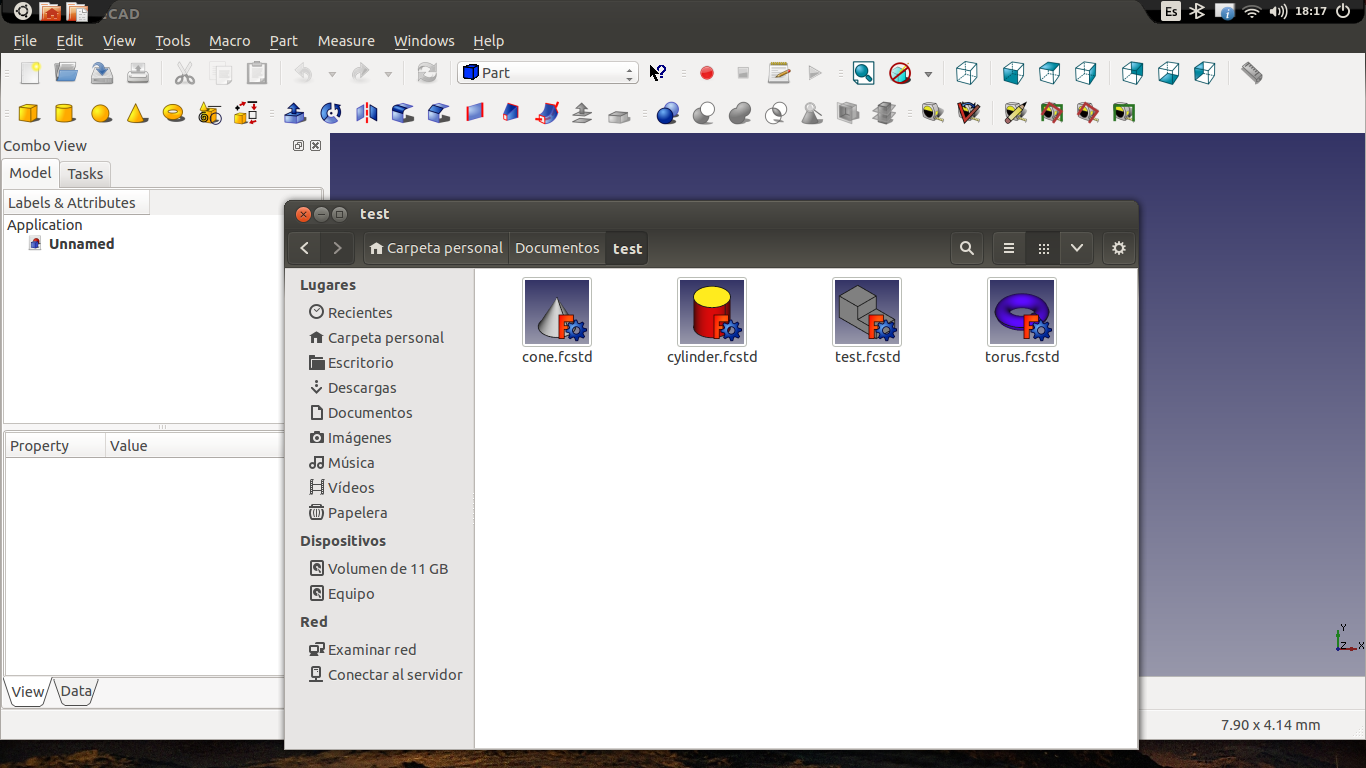 eCAD
Es
18:17
File Edit View Tools Macro Part Measure Windows Help
Part
Combo View
Model Tasks
Labels & Attributes
Application
Unnamed
Property Value
View Data
test
Carpeta personal Documentos test
Lugares
Recientes
Carpeta personal
Escritorio
Descargas
Documentos
Imágenes
Música
Vídeos
Papelera
Dispositivos
Volumen de 11 GB
Equipo
Red
Examinar red
Conectar al servidor
cone.fcstd cylinder.fcstd test.fcstd torus.fcstd
Y
Z X
7.90 x 4.14 mm